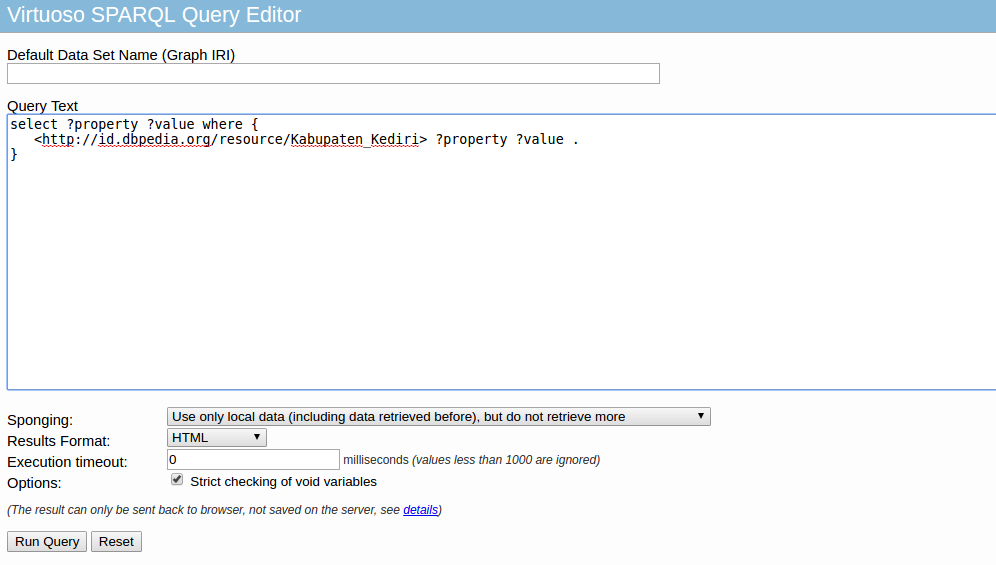 Virtuoso SPARQL Query Editor
Default Data Set Name (Graph IRI)
Query Text
select ?property ?value where {
   <http://id.dbpedia.org/resource/Kabupaten_Kediri> ?property ?value .
}
Sponging: Use only local data (including data retrieved before), but do not retrieve more
Results Format: HTML
Execution timeout: 0 milliseconds (values less than 1000 are ignored)
Options: Strict checking of void variables
(The result can only be sent back to browser, not saved on the server, see details)
Run Query Reset